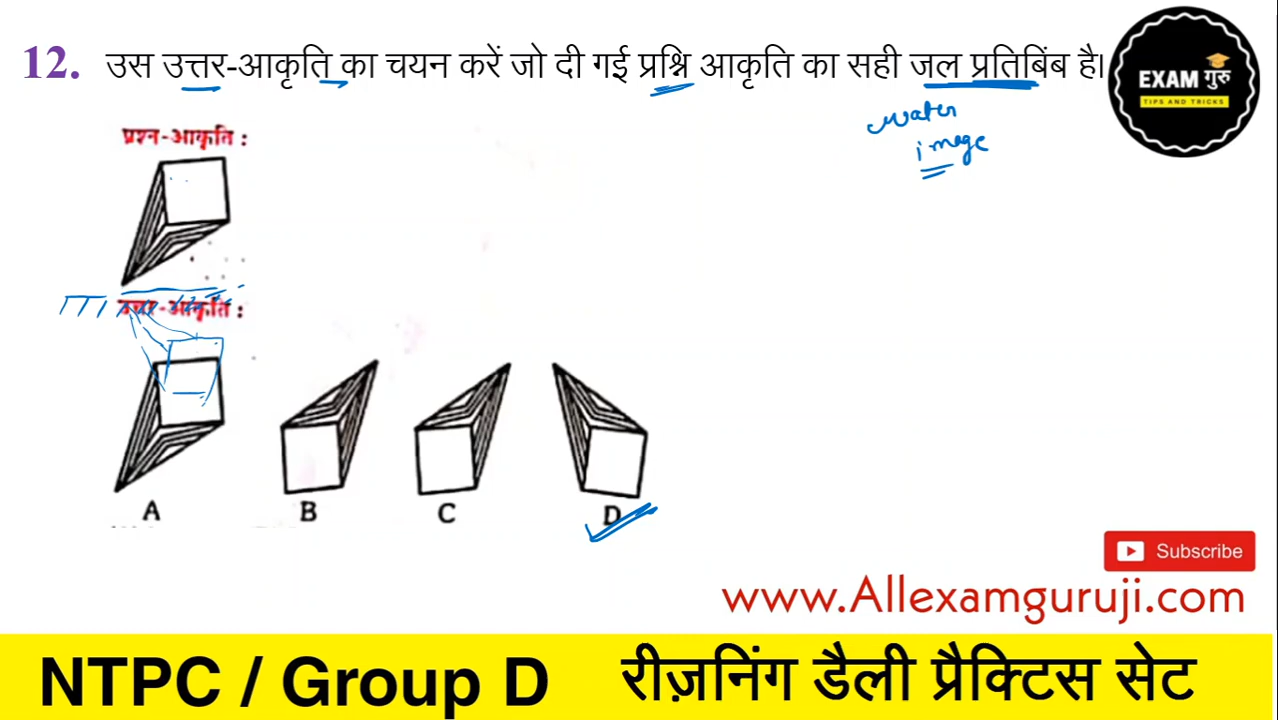 12. उस उत्तर-आकृति का चयन करें जो दी गई प्रश्नि आकृति का सही जल प्रतिबिंब है।
EXAM गुरु
TIPS AND TRICKS
water
image
प्रश्न-आकृति :
उत्तर-आकृति :
A B C D
Subscribe
www.Allexamguruji.com
NTPC / Group D रीज़निंग डैली प्रैक्टिस सेट